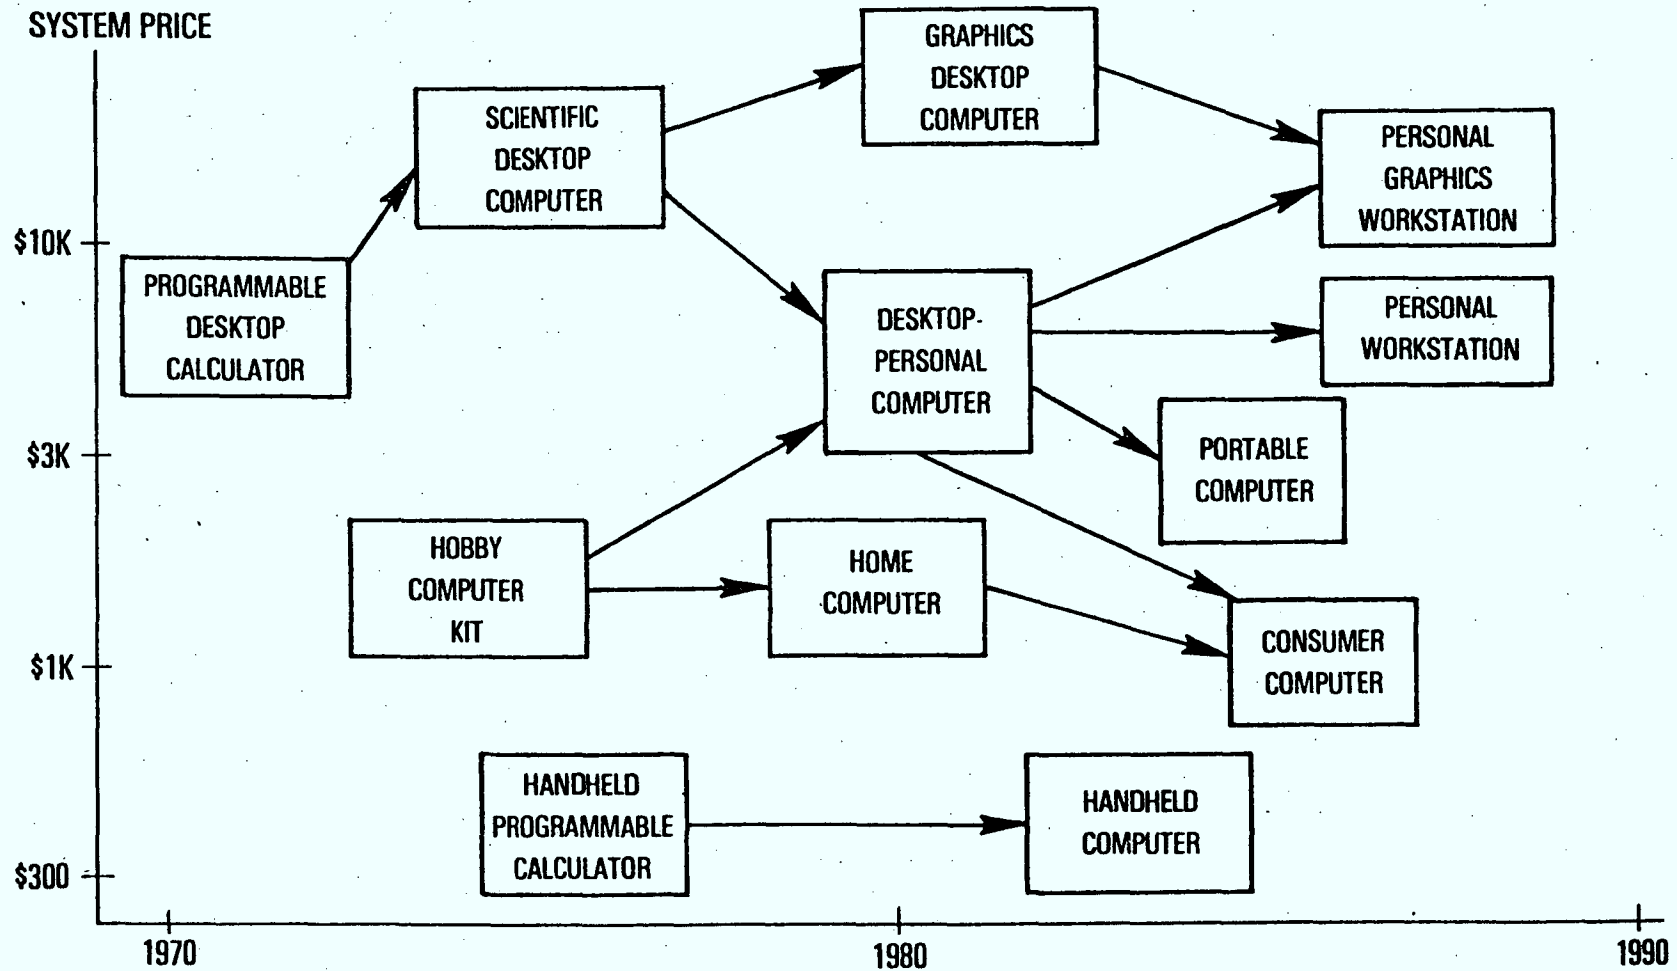 SYSTEM PRICE
GRAPHICS
DESKTOP
COMPUTER
SCIENTIFIC
DESKTOP
COMPUTER
PERSONAL
GRAPHICS
WORKSTATION
$10K
PROGRAMMABLE
DESKTOP
CALCULATOR
DESKTOP-
PERSONAL
COMPUTER
PERSONAL
WORKSTATION
$3K
PORTABLE
COMPUTER
HOBBY
COMPUTER
KIT
HOME
COMPUTER
$1K
CONSUMER
COMPUTER
HANDHELD
PROGRAMMABLE
CALCULATOR
HANDHELD
COMPUTER
$300
1970
1980
1990